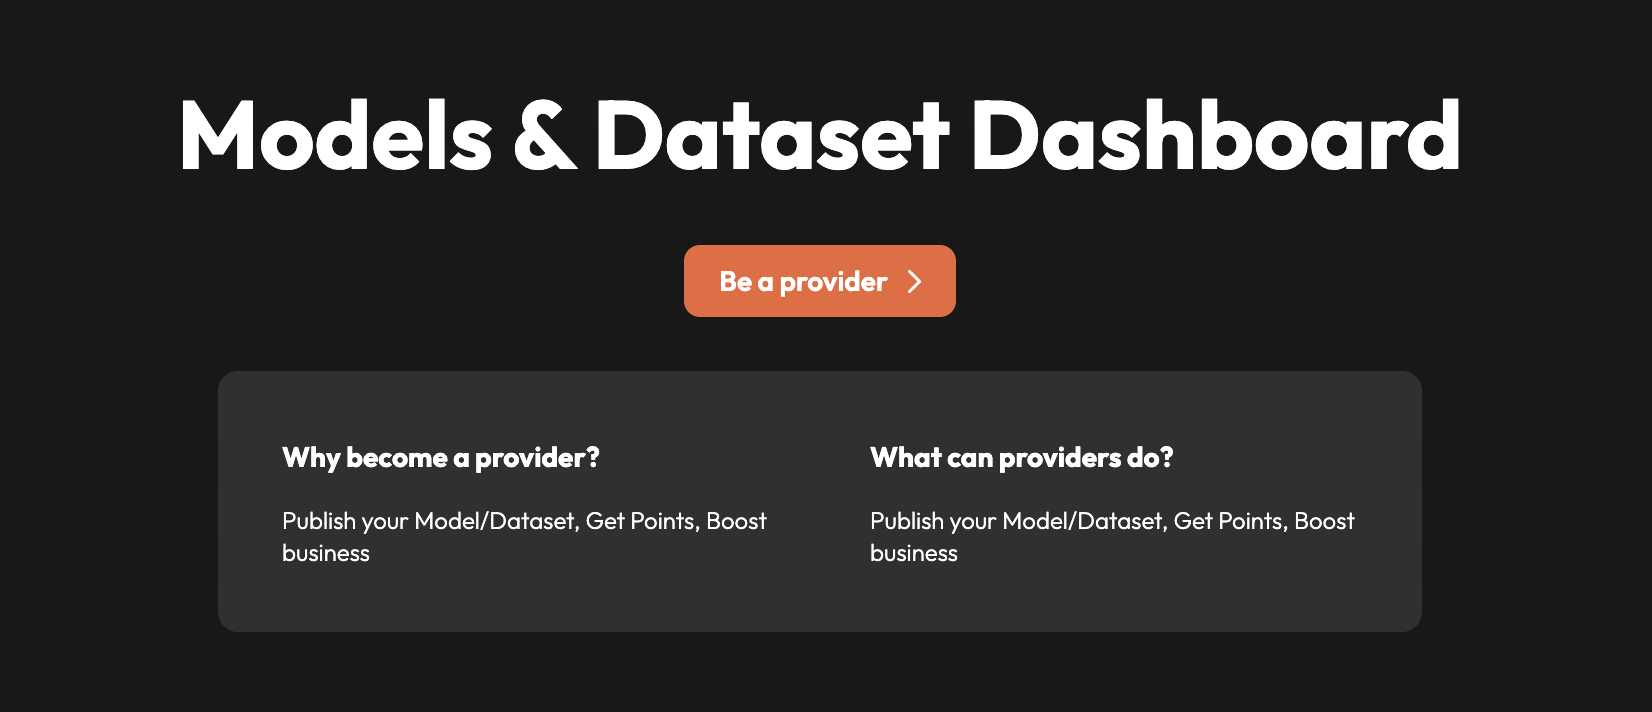 Models & Dataset Dashboard
Be a provider
Why become a provider?
Publish your Model/Dataset, Get Points, Boost
business
What can providers do?
Publish your Model/Dataset, Get Points, Boost
business